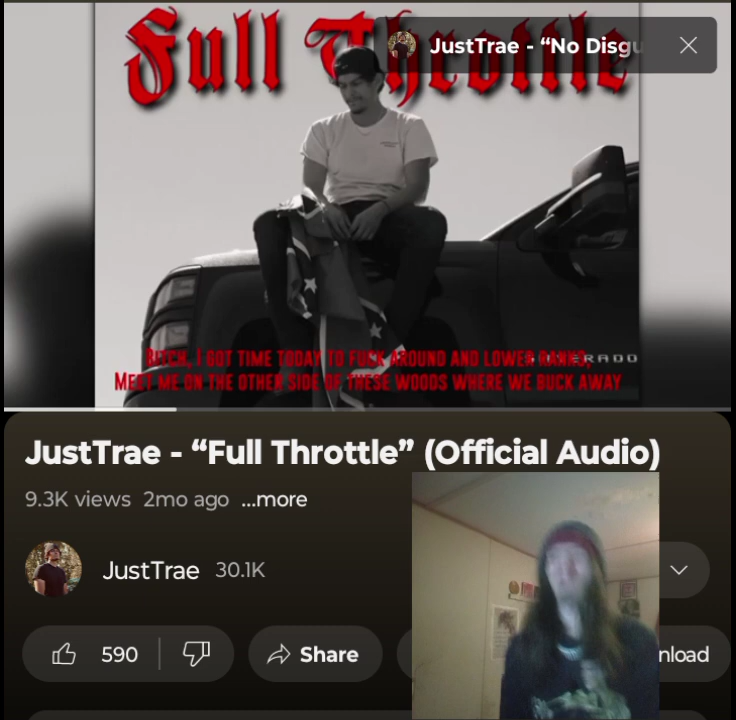 Full Throttle
JustTrae - “No Disgu
BITCH, I GOT TIME TODAY TO FUCK AROUND AND LOWER RANKS,
MEET ME ON THE OTHER SIDE OF THESE WOODS WHERE WE BUCK AWAY
JustTrae - “Full Throttle” (Official Audio)
9.3K views 2mo ago ...more
JustTrae 30.1K
590 Share nload